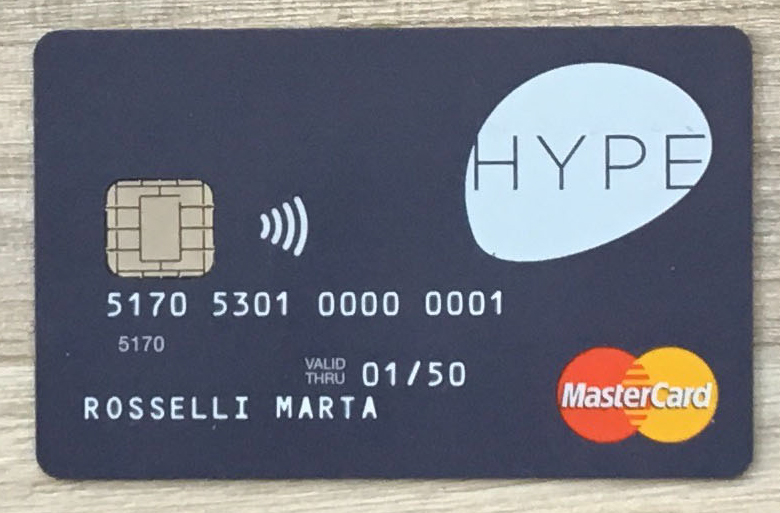 HYPE
5170 5301 0000 0001
5170
VALID
THRU 01/50
ROSSELLI MARTA
MasterCard